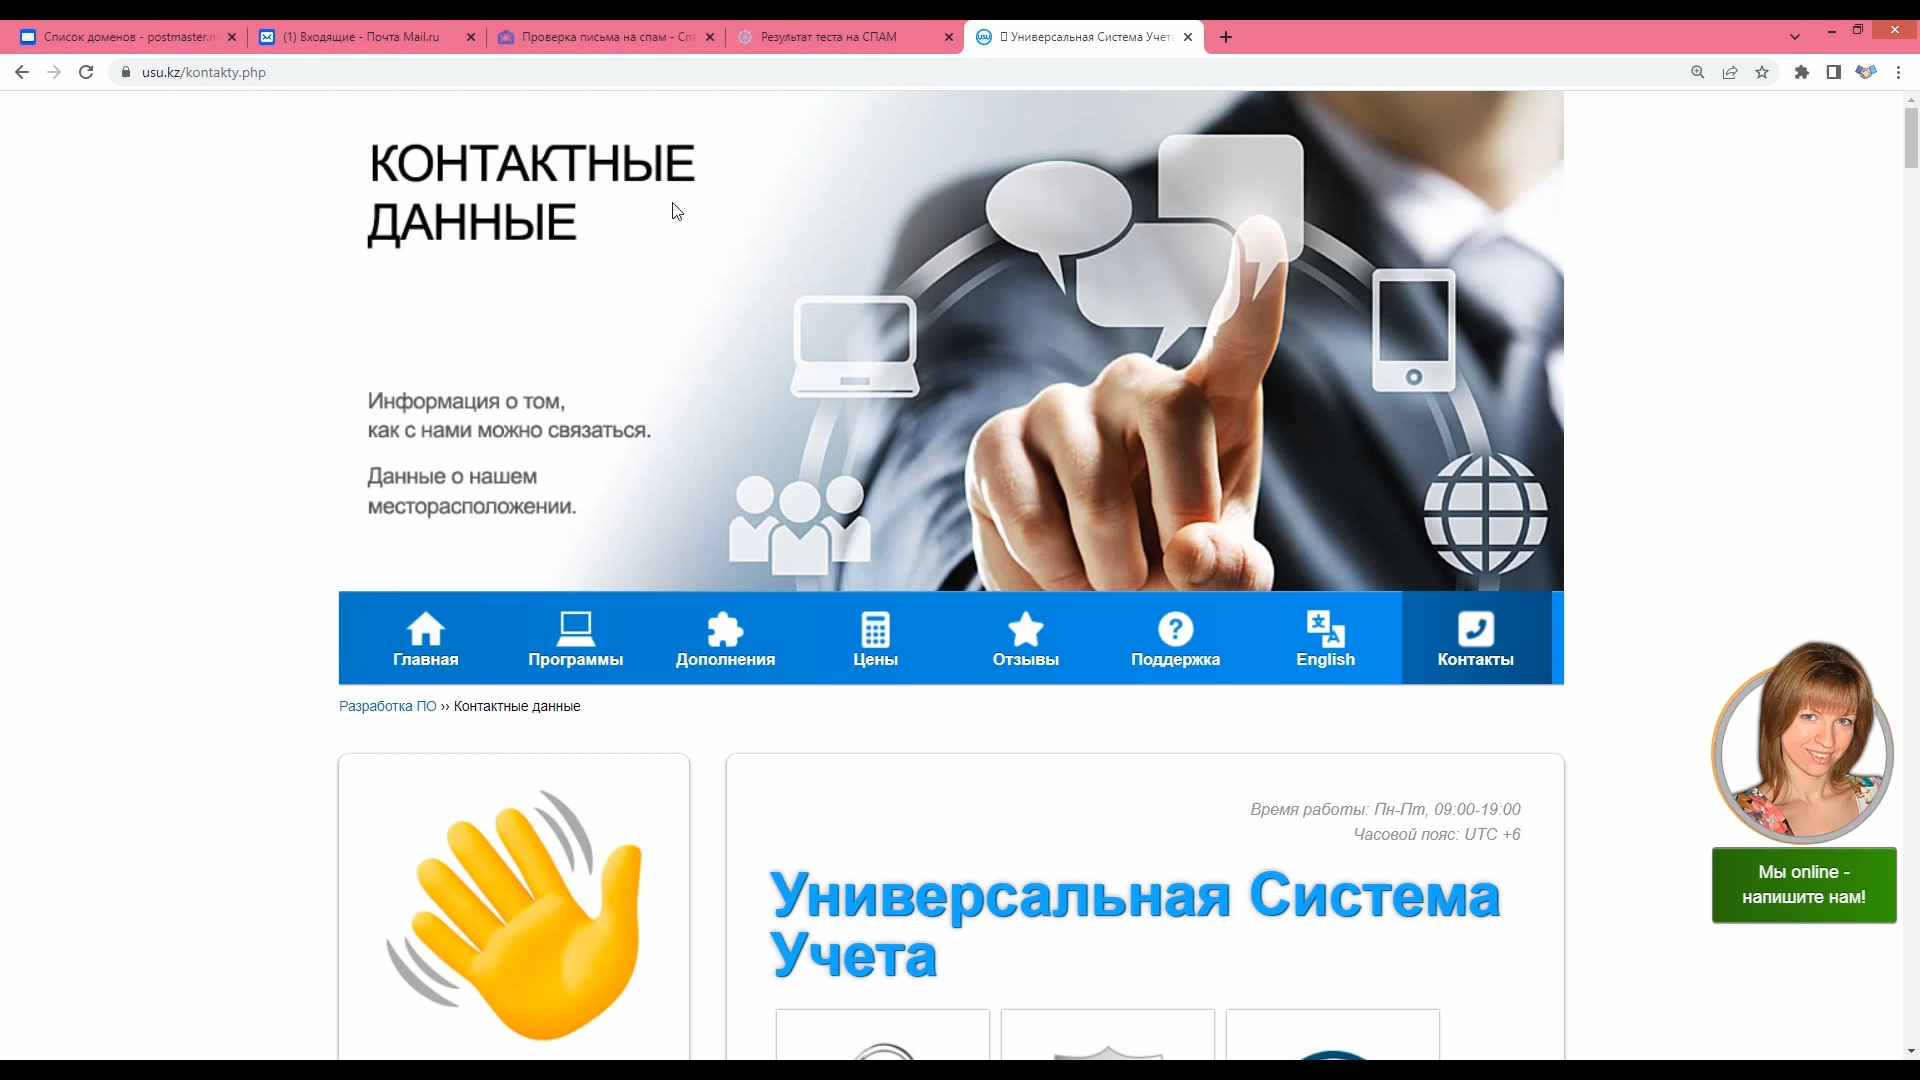 Список доменов - postmaster.m
(1) Входящие - Почта Mail.ru
Проверка письма на спам - Спа
Результат теста на СПАМ
Универсальная Система Учета
usu.kz/kontakty.php
КОНТАКТНЫЕ
ДАННЫЕ
Информация о том,
как с нами можно связаться.
Данные о нашем
месторасположении.
Главная
Программы
Дополнения
Цены
Отзывы
Поддержка
English
Контакты
Разработка ПО ›› Контактные данные
Время работы: Пн-Пт, 09:00-19:00
Часовой пояс: UTC +6
Универсальная Система
Учета
Мы online -
напишите нам!